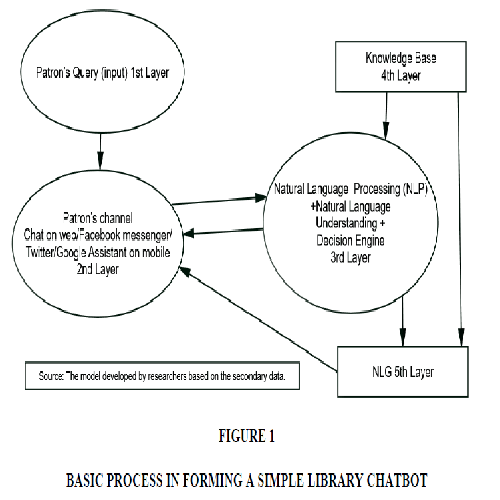 Patron's Query (input) 1st Layer
Knowledge Base
4th Layer
Patron's channel
Chat on web/Facebook messenger/
Twitter/Google Assistant on mobile
2nd Layer
Natural Language Processing (NLP)
+Natural Language
Understanding +
Decision Engine
3rd Layer
NLG 5th Layer
Source: The model developed by researchers based on the secondary data.
FIGURE 1
BASIC PROCESS IN FORMING A SIMPLE LIBRARY CHATBOT